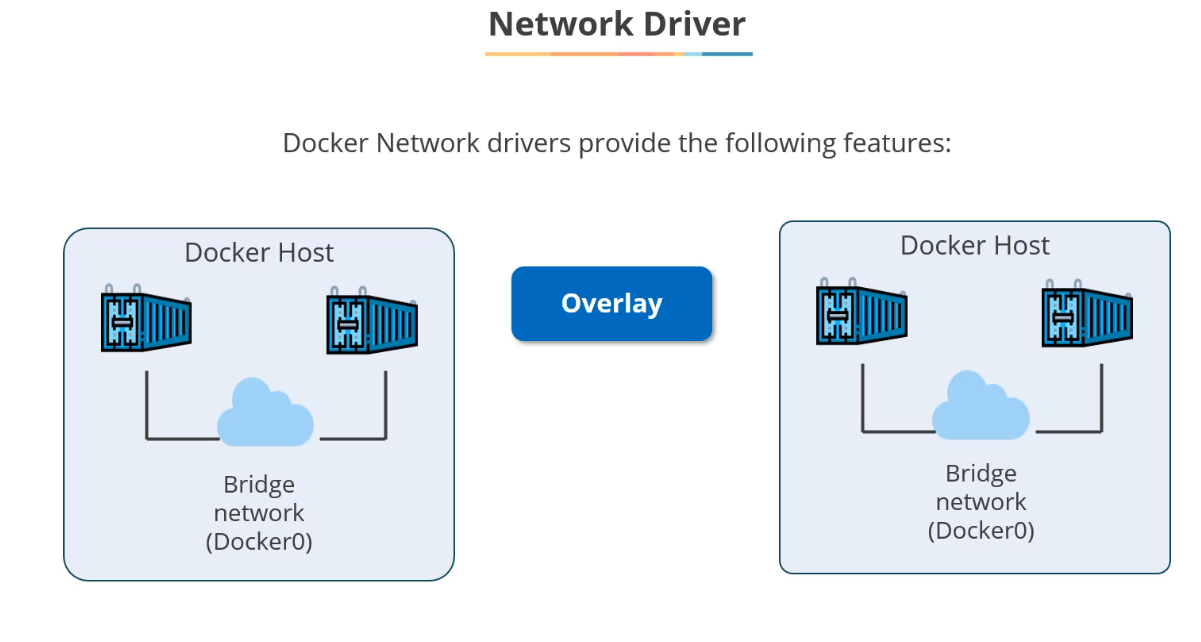 Network Driver
Docker Network drivers provide the following features:
Docker Host
Bridge
network
(Docker0)
Overlay
Docker Host
Bridge
network
(Docker0)